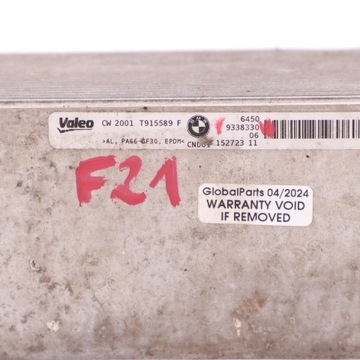 Valeo CW 2001 T915589 F 6450
9338330
06
>AL, PA66-GF30, EPDM< CND01 152723 11
F21
GlobalParts 04/2024
WARRANTY VOID
IF REMOVED